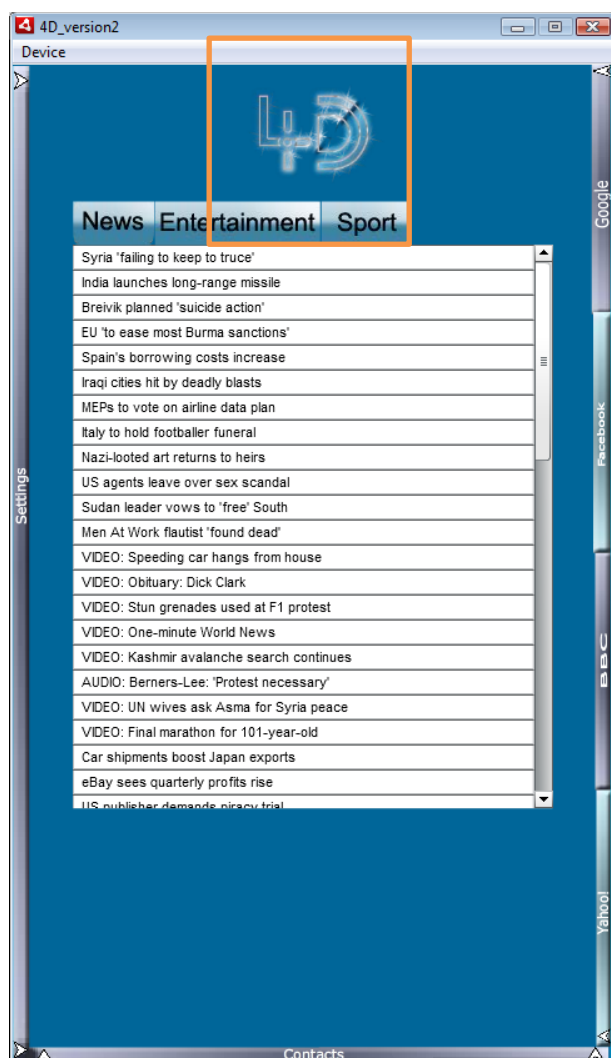 4D_version2
Device
4D
News Entertainment Sport
Syria 'failing to keep to truce'
India launches long-range missile
Breivik planned 'suicide action'
EU 'to ease most Burma sanctions'
Spain's borrowing costs increase
Iraqi cities hit by deadly blasts
MEPs to vote on airline data plan
Italy to hold footballer funeral
Nazi-looted art returns to heirs
US agents leave over sex scandal
Sudan leader vows to 'free' South
Men At Work flautist 'found dead'
VIDEO: Speeding car hangs from house
VIDEO: Obituary: Dick Clark
VIDEO: Stun grenades used at F1 protest
VIDEO: One-minute World News
VIDEO: Kashmir avalanche search continues
AUDIO: Berners-Lee: 'Protest necessary'
VIDEO: UN wives ask Asma for Syria peace
VIDEO: Final marathon for 101-year-old
Car shipments boost Japan exports
eBay sees quarterly profits rise
US publisher demands piracy trial
Settings
Google
Facebook
BBC
Yahoo!
Contacts